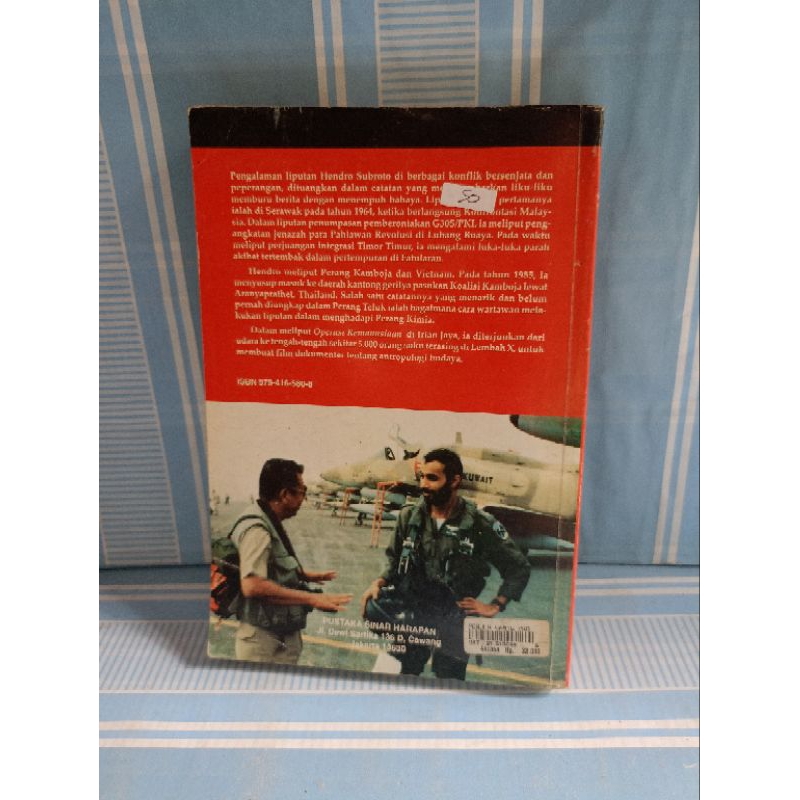 Pengalaman liputan Hendro Subroto di berbagai konflik bersenjata dan
peperangan, dituangkan dalam catatan yang liku-liku
memburu berita dengan menempuh bahaya. pertamanya
ialah di Serawak pada tahun 1964, ketika berlangsung Konfrontasi Malay-
sia. Dalam liputan penumpasan pemberontakan G30S/PKI, ia meliput peng-
angkatan jenazah para Pahlawan Revolusi di Lubang Buaya. Pada waktu
meliput perjuangan integrasi Timor Timur, ia mengalami luka-luka parah
akibat tertembak dalam pertempuran di Fatularan.
Hendro meliput Perang Kamboja dan Vietnam. Pada tahun 1985, ia
menyusup masuk ke daerah kantong gerilya pasukan Koalisi Kamboja lewat
Aranyaprathet, Thailand. Salah satu catatannya yang menarik dan belum
pernah diungkap dalam Perang Teluk ialah bagaimana cara wartawan mela-
kukan liputan dalam menghadapi Perang Kimia.
Dalam meliput Operasi Kemanusiaan di Irian Jaya, ia diterjunkan dari
udara ke tengah-tengah sekitar 5.000 orang suku terasing di Lembah X, untuk
membuat film dokumenter tentang antropologi budaya.
50
ISBN 979-416-580-8
KUWAIT
PUSTAKA SINAR HARAPAN
Jl. Dewi Sartika 136 D, Cawang
Jakarta 13630
Rp.